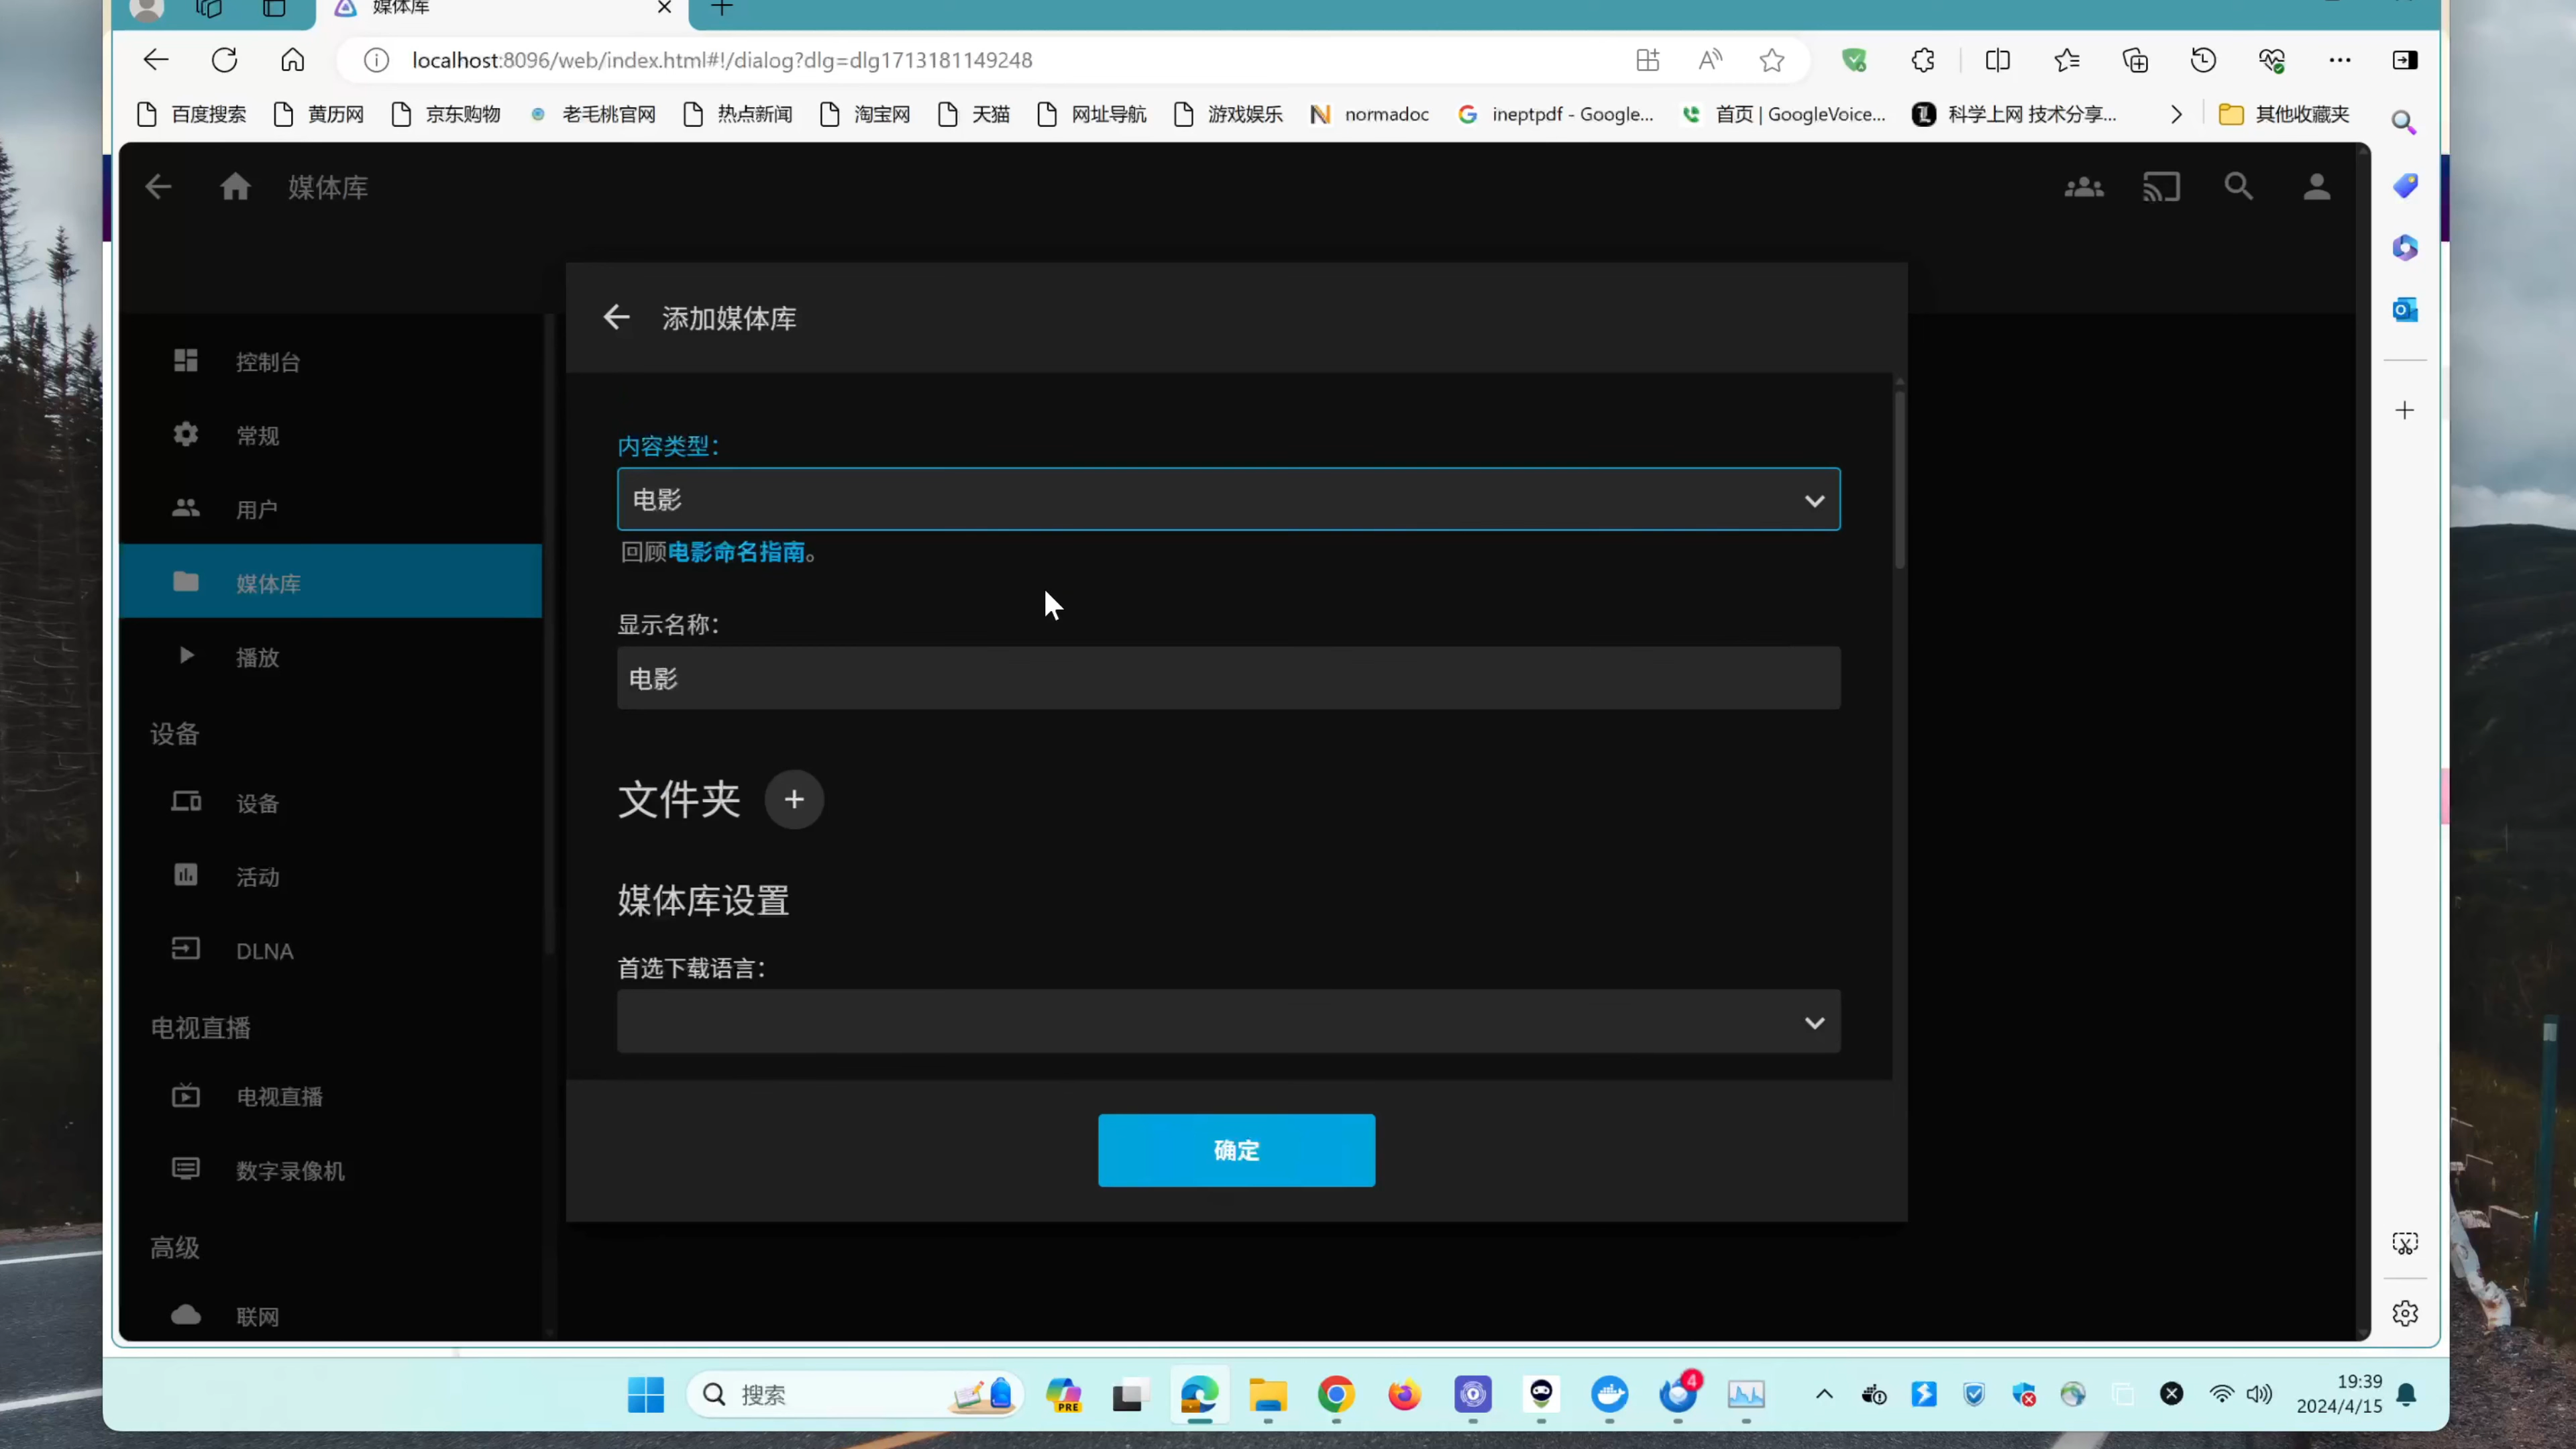 媒体库
localhost:8096/web/index.html#!/dialog?dlg=dlg1713181149248
百度搜索
黄历网
京东购物
老毛桃官网
热点新闻
淘宝网
天猫
网址导航
游戏娱乐
normadoc
ineptpdf - Google...
首页 | GoogleVoice...
科学上网 技术分享...
其他收藏夹
媒体库
控制台
常规
用户
媒体库
播放
设备
设备
活动
DLNA
电视直播
电视直播
数字录像机
高级
联网
添加媒体库
内容类型：
电影
回顾电影命名指南。
显示名称：
电影
文件夹
媒体库设置
首选下载语言：
确定
搜索
PRE
4
19:39
2024/4/15